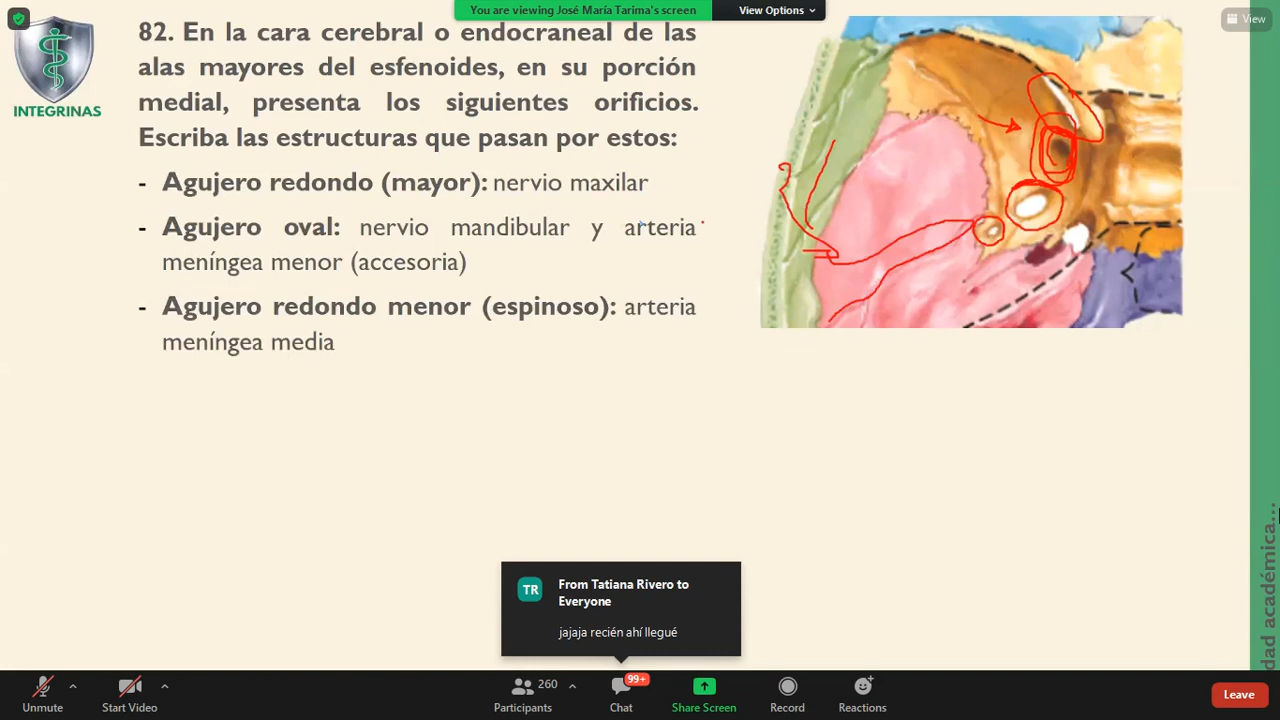 You are viewing José María Tarima's screen
View Options
View
INTEGRINAS
82. En la cara cerebral o endocraneal de las
alas mayores del esfenoides, en su porción
medial, presenta los siguientes orificios.
Escriba las estructuras que pasan por estos:
- Agujero redondo (mayor): nervio maxilar
- Agujero oval: nervio mandibular y arteria
meníngea menor (accesoria)
- Agujero redondo menor (espinoso): arteria
meníngea media
dad académica...
TR
From Tatiana Rivero to
Everyone
jajaja recién ahí llegué
Unmute
Start Video
260
Participants
99+
Chat
Share Screen
Record
Reactions
Leave